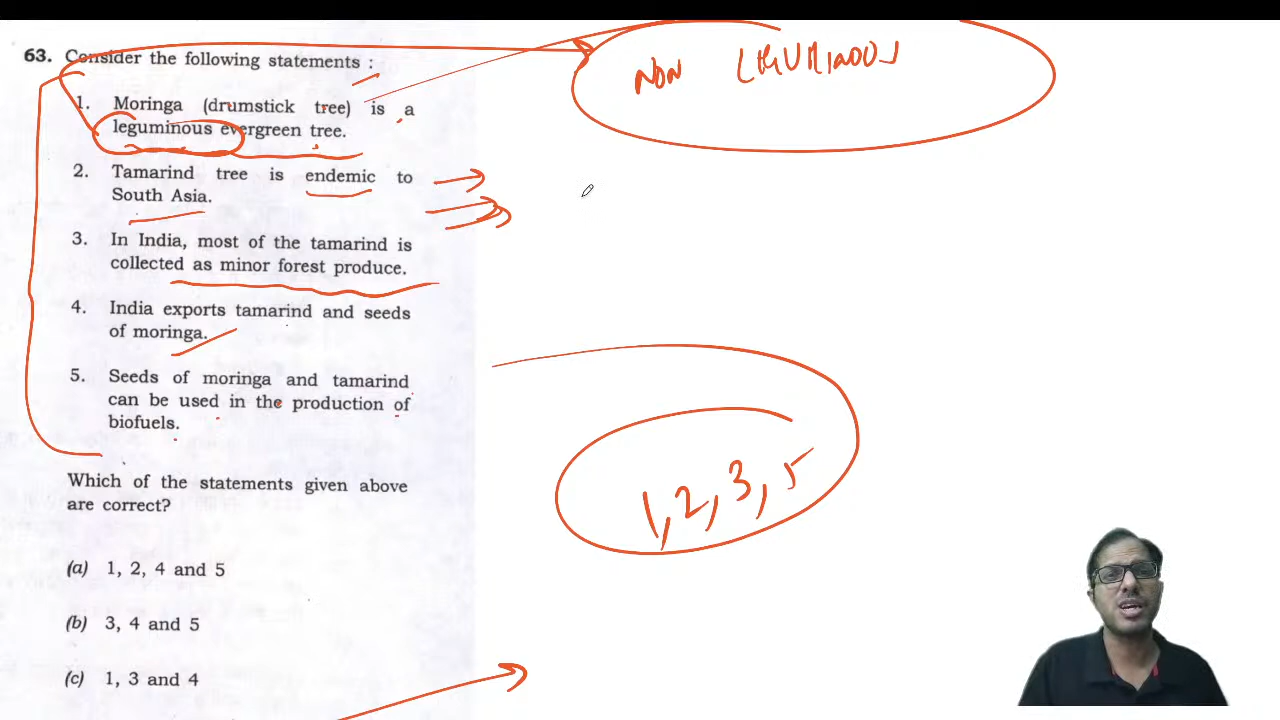 63. Consider the following statements :
1. Moringa (drumstick tree) is a
leguminous evergreen tree.
2. Tamarind tree is endemic to
South Asia.
3. In India, most of the tamarind is
collected as minor forest produce.
4. India exports tamarind and seeds
of moringa.
5. Seeds of moringa and tamarind
can be used in the production of
biofuels.
Which of the statements given above
are correct?
(a) 1, 2, 4 and 5
(b) 3, 4 and 5
(c) 1, 3 and 4
NON
1, 2, 3, 5